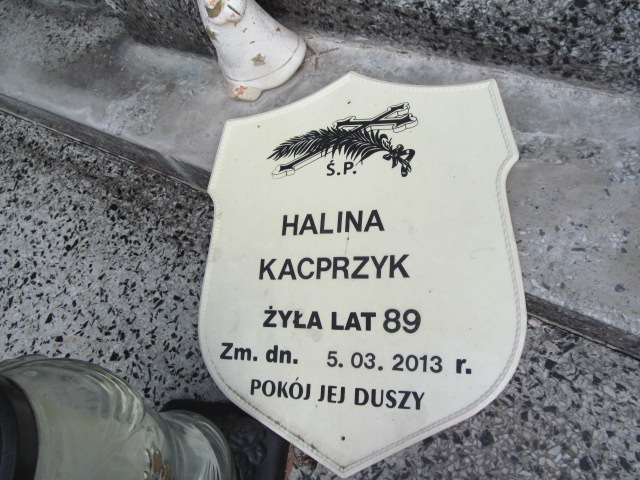 Ś.P.
HALINA
KACPRZYK
ŻYŁA LAT 89
Zm. dn. 5.03.2013 r.
POKÓJ JEJ DUSZY